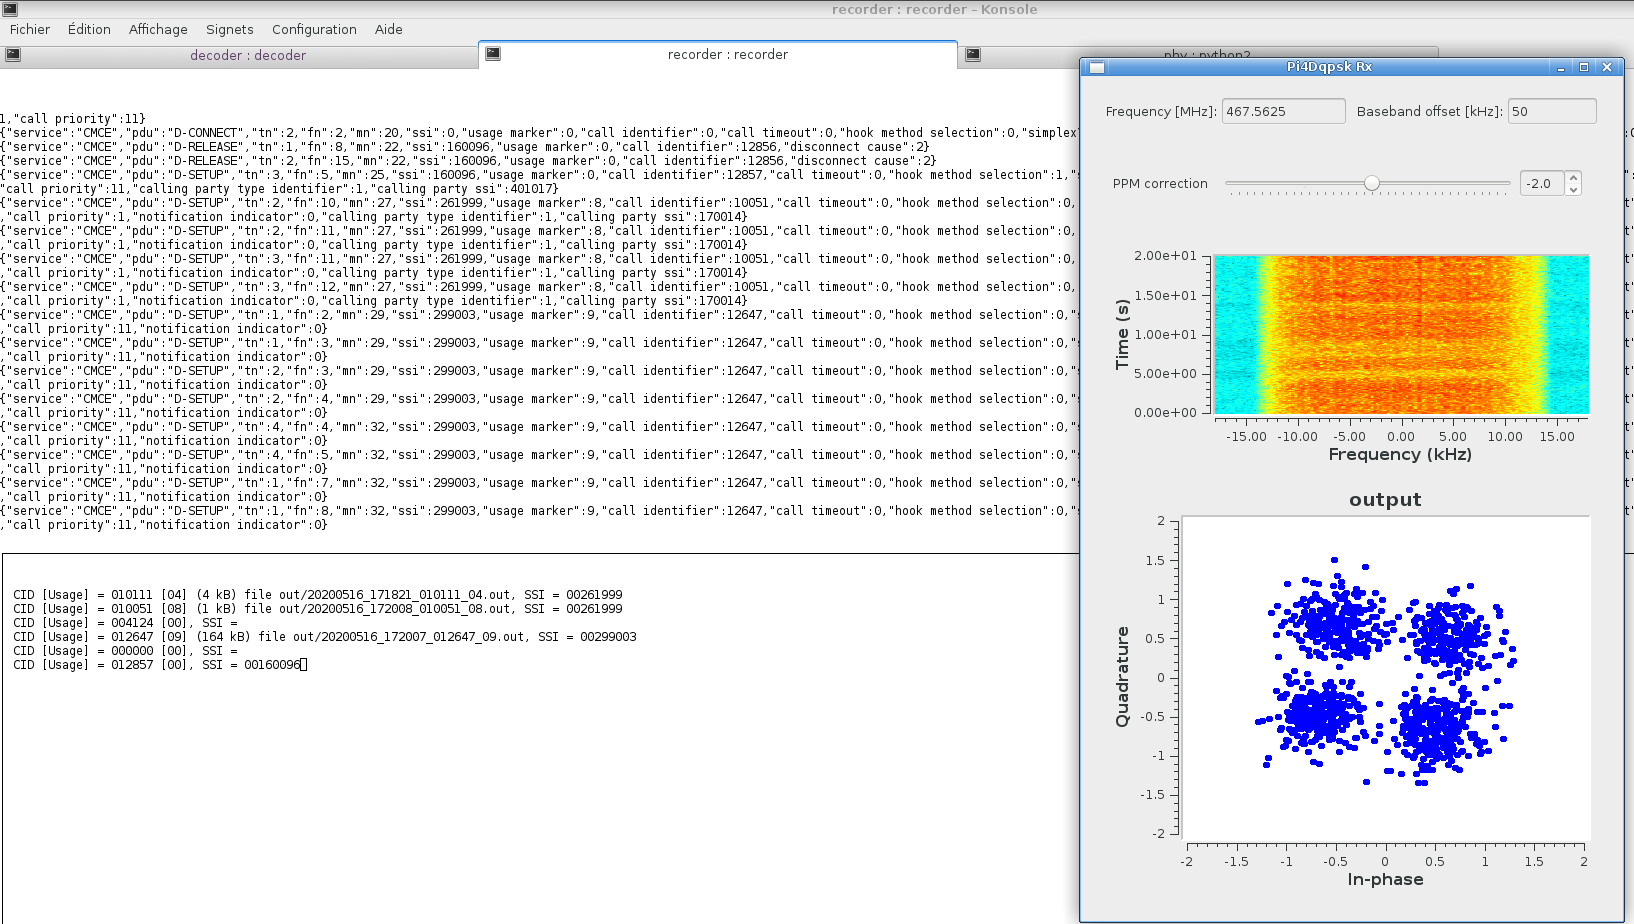 recorder : recorder – Konsole
Fichier Édition Affichage Signets Configuration Aide
decoder : decoder
recorder : recorder
phy : python2
1,"call priority":11}
{"service":"CMCE","pdu":"D-CONNECT","tn":2,"fn":2,"mn":20,"ssi":0,"usage marker":0,"call identifier":0,"call timeout":0,"hook method selection":0,"simplex
{"service":"CMCE","pdu":"D-RELEASE","tn":1,"fn":8,"mn":22,"ssi":160096,"usage marker":0,"call identifier":12856,"disconnect cause":2}
{"service":"CMCE","pdu":"D-RELEASE","tn":2,"fn":15,"mn":22,"ssi":160096,"usage marker":0,"call identifier":12856,"disconnect cause":2}
{"service":"CMCE","pdu":"D-SETUP","tn":3,"fn":5,"mn":25,"ssi":160096,"usage marker":0,"call identifier":12857,"call timeout":0,"hook method selection":1,"s
"call priority":11,"calling party type identifier":1,"calling party ssi":401017}
{"service":"CMCE","pdu":"D-SETUP","tn":2,"fn":10,"mn":27,"ssi":261999,"usage marker":8,"call identifier":10051,"call timeout":0,"hook method selection":0,
,"call priority":1,"notification indicator":0,"calling party type identifier":1,"calling party ssi":170014}
{"service":"CMCE","pdu":"D-SETUP","tn":2,"fn":11,"mn":27,"ssi":261999,"usage marker":8,"call identifier":10051,"call timeout":0,"hook method selection":0,
,"call priority":1,"notification indicator":0,"calling party type identifier":1,"calling party ssi":170014}
{"service":"CMCE","pdu":"D-SETUP","tn":3,"fn":11,"mn":27,"ssi":261999,"usage marker":8,"call identifier":10051,"call timeout":0,"hook method selection":0,
,"call priority":1,"notification indicator":0,"calling party type identifier":1,"calling party ssi":170014}
{"service":"CMCE","pdu":"D-SETUP","tn":3,"fn":12,"mn":27,"ssi":261999,"usage marker":8,"call identifier":10051,"call timeout":0,"hook method selection":0,
,"call priority":1,"notification indicator":0,"calling party type identifier":1,"calling party ssi":170014}
{"service":"CMCE","pdu":"D-SETUP","tn":1,"fn":2,"mn":29,"ssi":299003,"usage marker":9,"call identifier":12647,"call timeout":0,"hook method selection":0,"s
,"call priority":11,"notification indicator":0}
{"service":"CMCE","pdu":"D-SETUP","tn":1,"fn":3,"mn":29,"ssi":299003,"usage marker":9,"call identifier":12647,"call timeout":0,"hook method selection":0,"s
,"call priority":11,"notification indicator":0}
{"service":"CMCE","pdu":"D-SETUP","tn":2,"fn":3,"mn":29,"ssi":299003,"usage marker":9,"call identifier":12647,"call timeout":0,"hook method selection":0,"s
,"call priority":11,"notification indicator":0}
{"service":"CMCE","pdu":"D-SETUP","tn":2,"fn":4,"mn":29,"ssi":299003,"usage marker":9,"call identifier":12647,"call timeout":0,"hook method selection":0,"s
,"call priority":11,"notification indicator":0}
{"service":"CMCE","pdu":"D-SETUP","tn":4,"fn":4,"mn":32,"ssi":299003,"usage marker":9,"call identifier":12647,"call timeout":0,"hook method selection":0,"s
,"call priority":11,"notification indicator":0}
{"service":"CMCE","pdu":"D-SETUP","tn":4,"fn":5,"mn":32,"ssi":299003,"usage marker":9,"call identifier":12647,"call timeout":0,"hook method selection":0,"s
,"call priority":11,"notification indicator":0}
{"service":"CMCE","pdu":"D-SETUP","tn":1,"fn":7,"mn":32,"ssi":299003,"usage marker":9,"call identifier":12647,"call timeout":0,"hook method selection":0,"s
,"call priority":11,"notification indicator":0}
{"service":"CMCE","pdu":"D-SETUP","tn":1,"fn":8,"mn":32,"ssi":299003,"usage marker":9,"call identifier":12647,"call timeout":0,"hook method selection":0,"s
,"call priority":11,"notification indicator":0}
CID [Usage] = 010111 [04] (4 kB) file out/20200516_171821_010111_04.out, SSI = 00261999
CID [Usage] = 010051 [08] (1 kB) file out/20200516_172008_010051_08.out, SSI = 00261999
CID [Usage] = 004124 [00], SSI =
CID [Usage] = 012647 [09] (164 kB) file out/20200516_172007_012647_09.out, SSI = 00299003
CID [Usage] = 000000 [00], SSI =
CID [Usage] = 012857 [00], SSI = 00160096
Pi4Dqpsk Rx
Frequency [MHz]: 467.5625 Baseband offset [kHz]: 50
PPM correction -2.0
2.00e+01
1.50e+01
1.00e+01
5.00e+00
0.00e+00
Time (s)
-15.00 -10.00 -5.00 0.00 5.00 10.00 15.00
Frequency (kHz)
output
2
1.5
1
0.5
0
-0.5
-1
-1.5
-2
Quadrature
-2 -1.5 -1 -0.5 0 0.5 1 1.5 2
In-phase